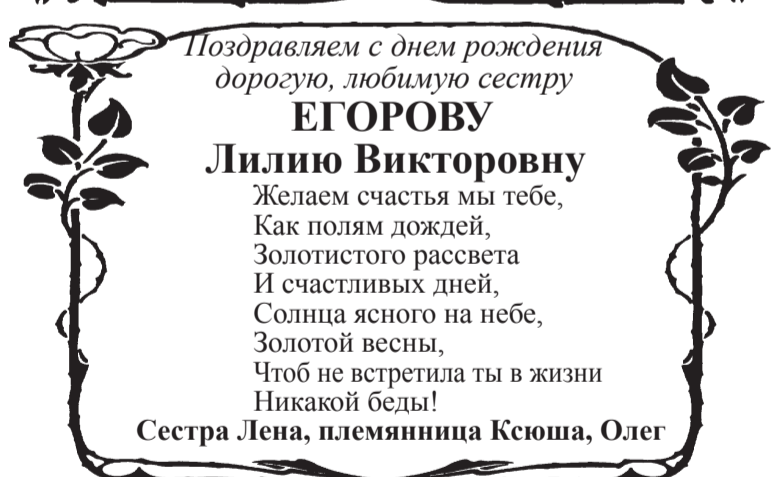 Поздравляем с днем рождения
дорогую, любимую сестру
ЕГОРОВУ
Лилию Викторовну
Желаем счастья мы тебе,
Как полям дождей,
Золотистого рассвета
И счастливых дней,
Солнца ясного на небе,
Золотой весны,
Чтоб не встретила ты в жизни
Никакой беды!
Сестра Лена, племянница Ксюша, Олег